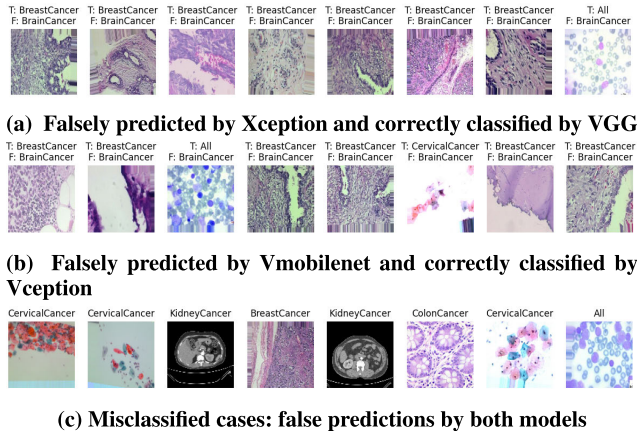 T: BreastCancer T: BreastCancer T: BreastCancer T: BreastCancer T: BreastCancer T: BreastCancer T: BreastCancer T: All
F: BrainCancer F: BrainCancer F: BrainCancer F: BrainCancer F: BrainCancer F: BrainCancer F: BrainCancer F: BrainCancer
(a) Falsely predicted by Xception and correctly classified by VGG
T: BreastCancer T: BreastCancer T: All T: BreastCancer T: BreastCancer T: CervicalCancer T: BreastCancer T: BreastCancer
F: BrainCancer F: BrainCancer F: BrainCancer F: BrainCancer F: BrainCancer F: BrainCancer F: BrainCancer F: BrainCancer
(b) Falsely predicted by Vmobilenet and correctly classified by
Vception
CervicalCancer CervicalCancer KidneyCancer BreastCancer KidneyCancer ColonCancer CervicalCancer All
(c) Misclassified cases: false predictions by both models